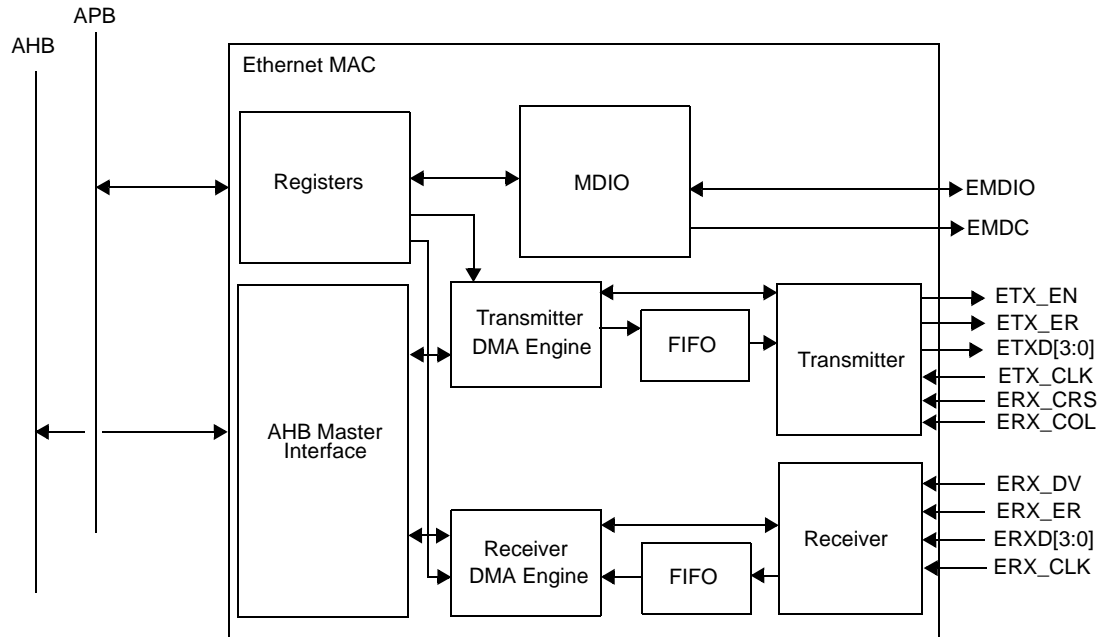 APB
AHB
Ethernet MAC
Registers
MDIO
EMDIO
EMDC
Transmitter
DMA Engine
FIFO
Transmitter
ETX_EN
ETX_ER
ETXD[3:0]
ETX_CLK
ERX_CRS
ERX_COL
AHB Master
Interface
Receiver
DMA Engine
FIFO
Receiver
ERX_DV
ERX_ER
ERXD[3:0]
ERX_CLK